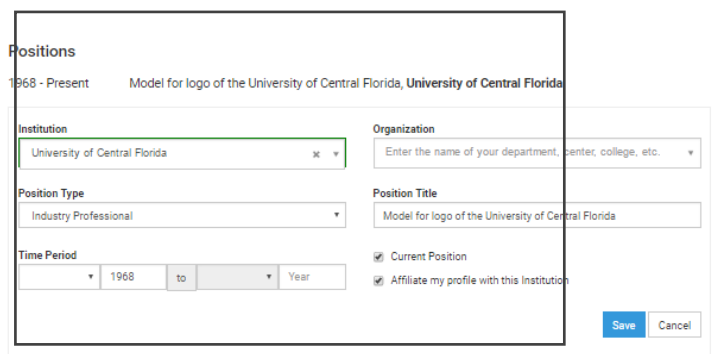 Positions
1968 - Present Model for logo of the University of Central Florida, University of Central Florida
Institution Organization
University of Central Florida Enter the name of your department, center, college, etc.
Position Type Position Title
Industry Professional Model for logo of the University of Central Florida
Time Period Current Position
1968 to Year
Affiliate my profile with this Institution
Save Cancel